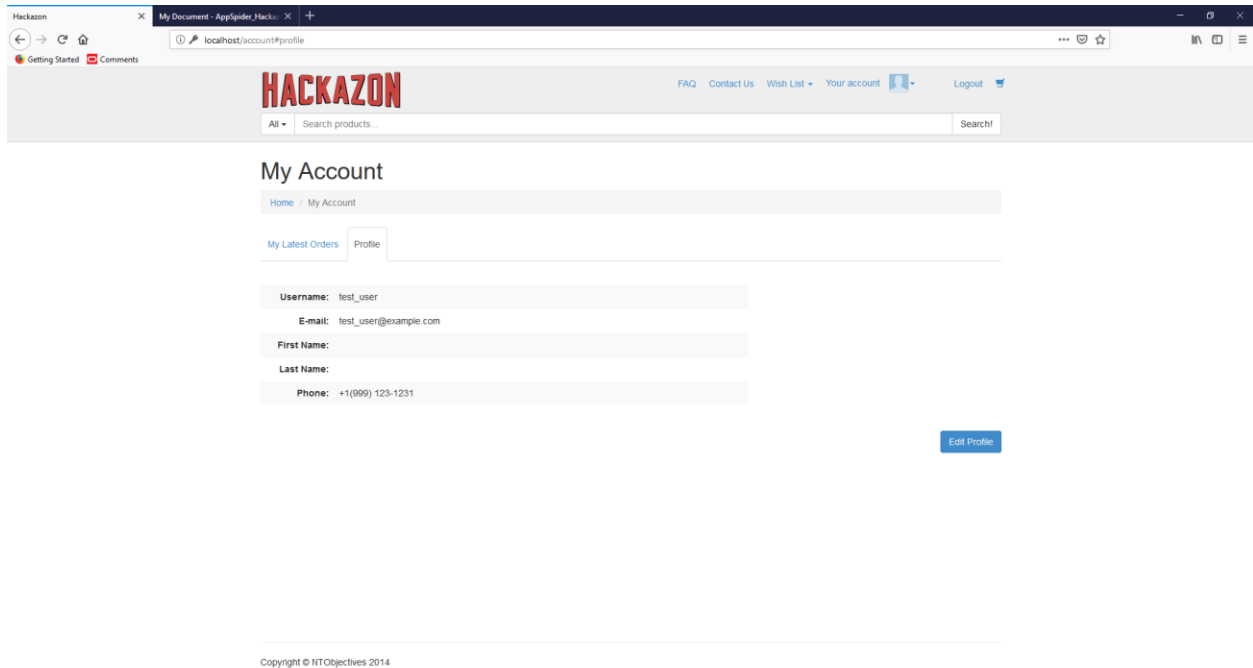 Hackazon
My Document - AppSpider_Hacka
localhost/account#profile
Getting Started Comments
HACKAZON
FAQ Contact Us Wish List Your account Logout
All Search products... Search!
My Account
Home / My Account
My Latest Orders Profile
Username: test_user
E-mail: test_user@example.com
First Name:
Last Name:
Phone: +1(999) 123-1231
Edit Profile
Copyright © NTObjectives 2014